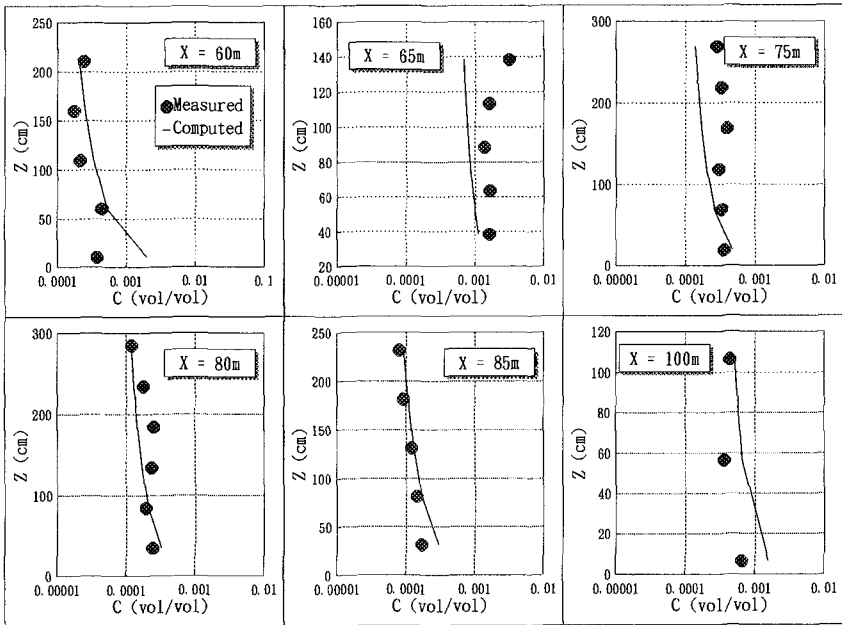 X = 60m
Measured
Computed
Z (cm)
250
200
150
100
50
0
0.0001
0.001
0.01
0.1
C (vol/vol)
X = 65m
Z (cm)
160
140
120
100
80
60
40
20
0.00001
0.0001
0.001
0.01
C (vol/vol)
X = 75m
Z (cm)
300
200
100
0
0.00001
0.0001
0.001
0.01
C (vol/vol)
X = 80m
Z (cm)
300
200
100
0
0.00001
0.0001
0.001
0.01
C (vol/vol)
X = 85m
Z (cm)
250
200
150
100
50
0
0.00001
0.0001
0.001
0.01
C (vol/vol)
X = 100m
Z (cm)
120
100
80
60
40
20
0
0.00001
0.0001
0.001
0.01
C (vol/vol)